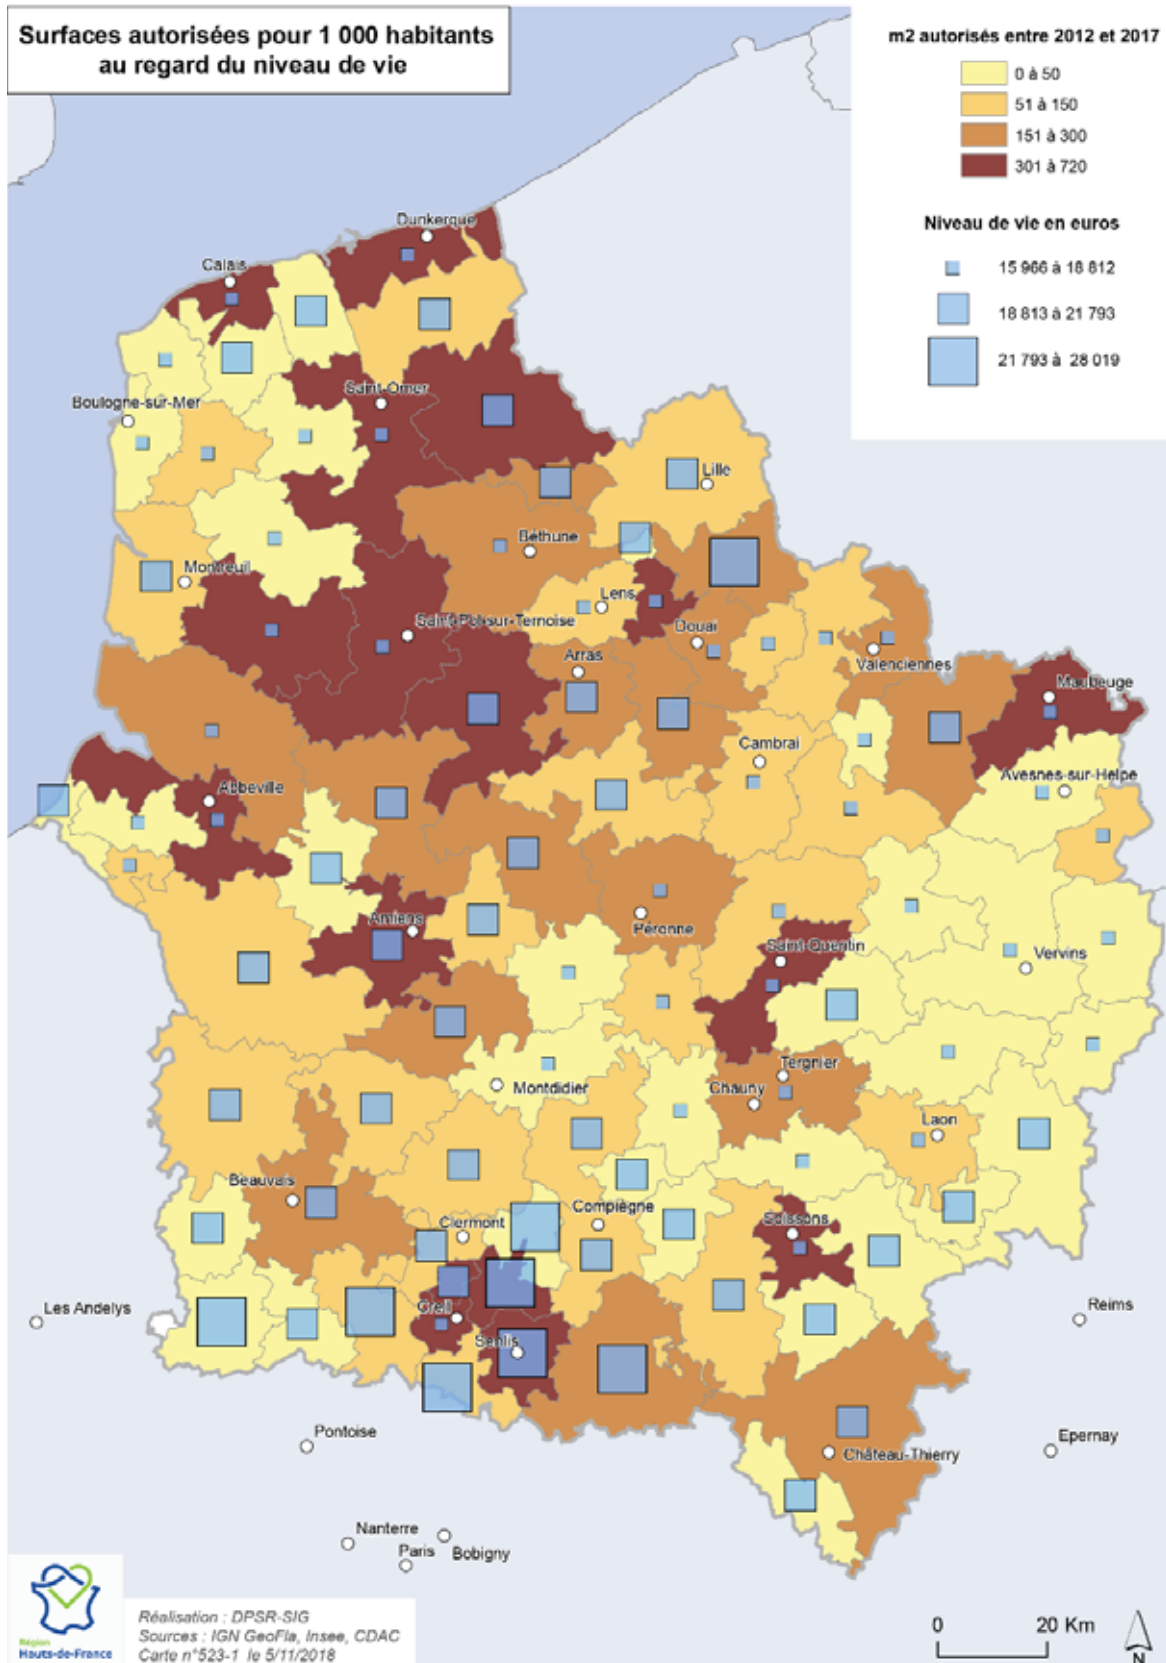 Surfaces autorisées pour 1 000 habitants
au regard du niveau de vie
m2 autorisés entre 2012 et 2017
0 à 50
51 à 150
151 à 300
301 à 720
Niveau de vie en euros
15 966 à 18 812
18 813 à 21 793
21 793 à 28 019
Dunkerque
Calais
Saint-Omer
Boulogne-sur-Mer
Lille
Béthune
Montreuil
Lens
Saint-Pol-sur-Ternoise
Douai
Arras
Valenciennes
Maubeuge
Cambrai
Avesnes-sur-Helpe
Abbeville
Amiens
Péronne
Saint-Quentin
Vervins
Tergnier
Montdidier
Chauny
Laon
Beauvais
Clermont
Compiègne
Soissons
Les Andelys
Creil
Reims
Senlis
Pontoise
Château-Thierry
Epernay
Nanterre
Paris
Bobigny
Région
Hauts-de-France
Réalisation : DPSR-SIG
Sources : IGN GeoFla, Insee, CDAC
Carte n°523-1 le 5/11/2018
0 20 Km
N